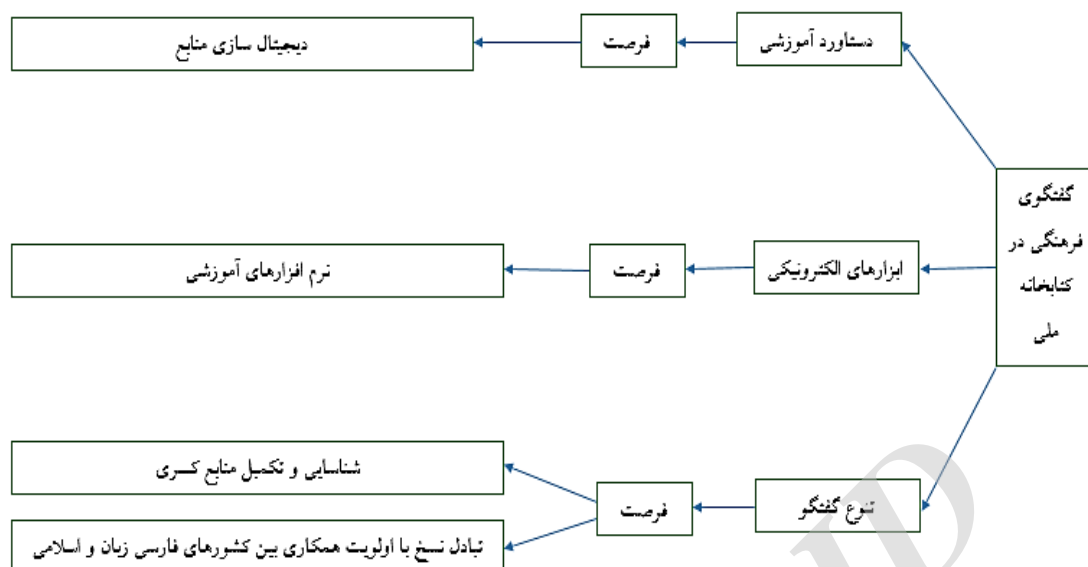 دستاورد آموزشی
فرصت
دیجیتال سازی منابع
گفتگوی
فرهنگی در
کتابخانه
ملی
ابزارهای الکترونیکی
فرصت
نرم افزارهای آموزشی
تنوع گفتگو
فرصت
شناسایی و تکمیل منابع کسری
تبادل نسخ با اولویت همکاری بین کشورهای فارسی زبان و اسلامی